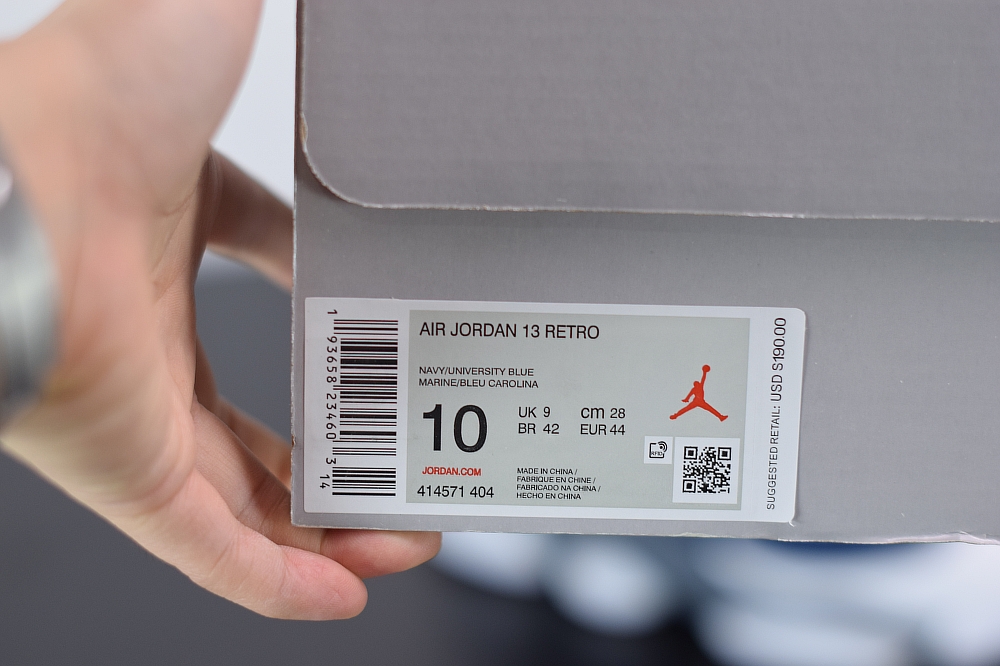 AIR JORDAN 13 RETRO
NAVY/UNIVERSITY BLUE
MARINE/BLEU CAROLINA
10
UK 9
cm 28
BR 42
EUR 44
JORDAN.COM
414571 404
MADE IN CHINA /
FABRIQUE EN CHINE /
FABRICADO NA CHINA /
HECHO EN CHINA
RFID
SUGGESTED RETAIL: USD $190.00
1 93658 23460 3 14